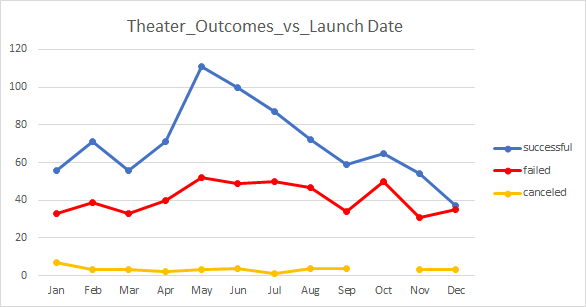 Theater_Outcomes_vs_Launch Date
120
100
80
60
40
20
0
Jan Feb Mar Apr May Jun Jul Aug Sep Oct Nov Dec
successful
failed
canceled